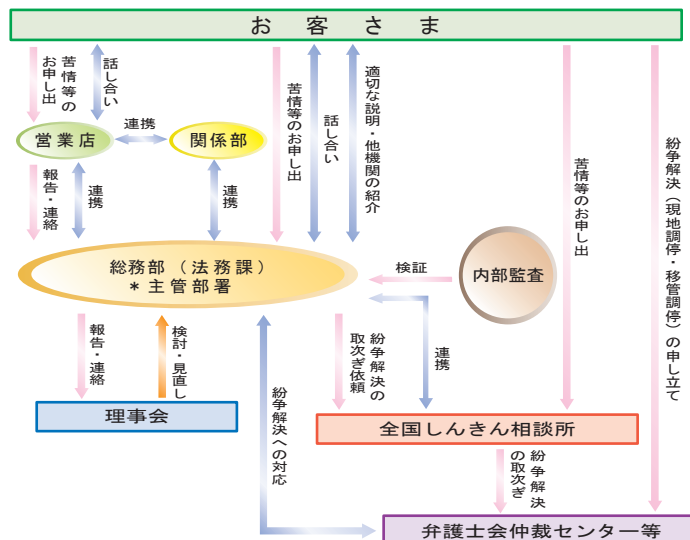 お客さま
苦情等の
お申し出
話し合い
苦情等のお申し出
話し合い
適切な説明・他機関の紹介
苦情等のお申し出
紛争解決（現地調停・移管調停）の申し立て
営業店
連携
関係部
報告・連絡
連携
連携
総務部（法務課）
＊主管部署
検証
内部監査
報告・連絡
検討・見直し
紛争解決への対応
紛争解決の
取次ぎ依頼
連携
理事会
全国しんきん相談所
紛争解決
の取次ぎ
弁護士会仲裁センター等